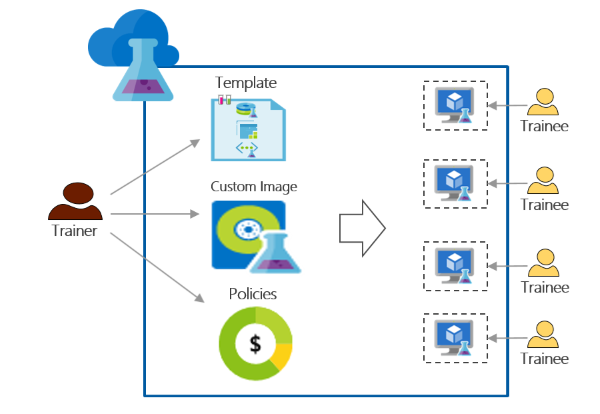 Template
Trainee
Custom Image
Trainee
Trainer
Policies
Trainee
$
Trainee